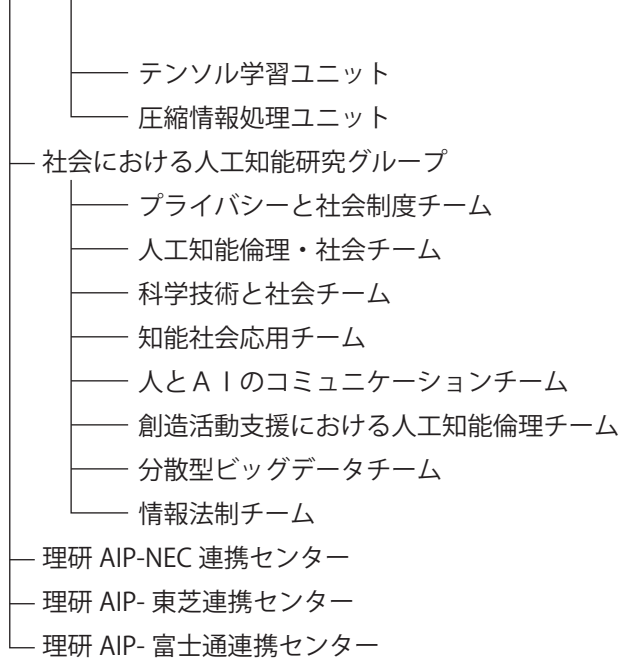 テンソル学習ユニット
圧縮情報処理ユニット
社会における人工知能研究グループ
プライバシーと社会制度チーム
人工知能倫理・社会チーム
科学技術と社会チーム
知能社会応用チーム
人とＡＩのコミュニケーションチーム
創造活動支援における人工知能倫理チーム
分散型ビッグデータチーム
情報法制チーム
理研 AIP-NEC 連携センター
理研 AIP- 東芝連携センター
理研 AIP- 富士通連携センター